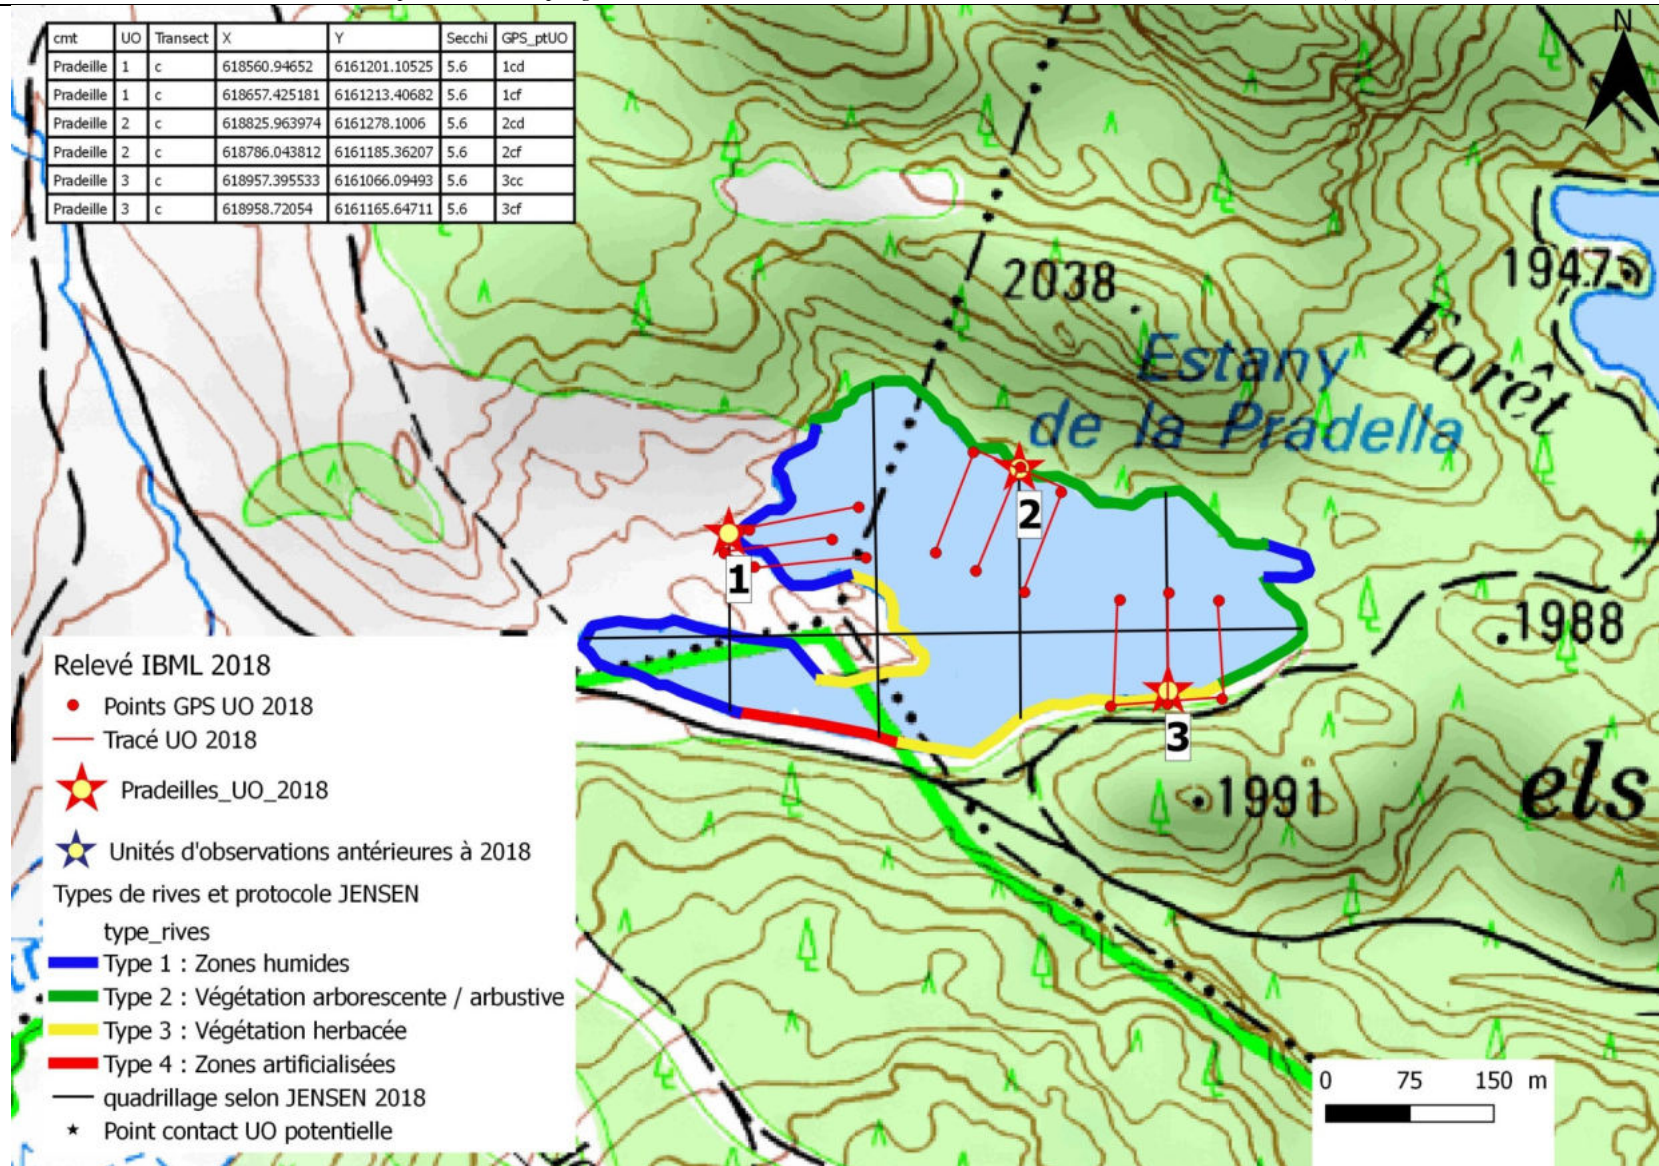 cmt UO Transect X Y Secchi GPS_ptUO
Pradeille 1 c 618560.94652 6161201.10525 5.6 1cd
Pradeille 1 c 618657.425181 6161213.40682 5.6 1cf
Pradeille 2 c 618825.963974 6161278.1006 5.6 2cd
Pradeille 2 c 618786.043812 6161185.36207 5.6 2cf
Pradeille 3 c 618957.395533 6161066.09493 5.6 3cc
Pradeille 3 c 618958.72054 6161165.64711 5.6 3cf
N
2038
1947
Forêt
Estany
de la Pradella
2
1
1988
3
1991
els
Relevé IBML 2018
Points GPS UO 2018
Tracé UO 2018
Pradeilles_UO_2018
Unités d'observations antérieures à 2018
Types de rives et protocole JENSEN
type_rives
Type 1 : Zones humides
Type 2 : Végétation arborescente / arbustive
Type 3 : Végétation herbacée
Type 4 : Zones artificialisées
quadrillage selon JENSEN 2018
Point contact UO potentielle
0 75 150 m